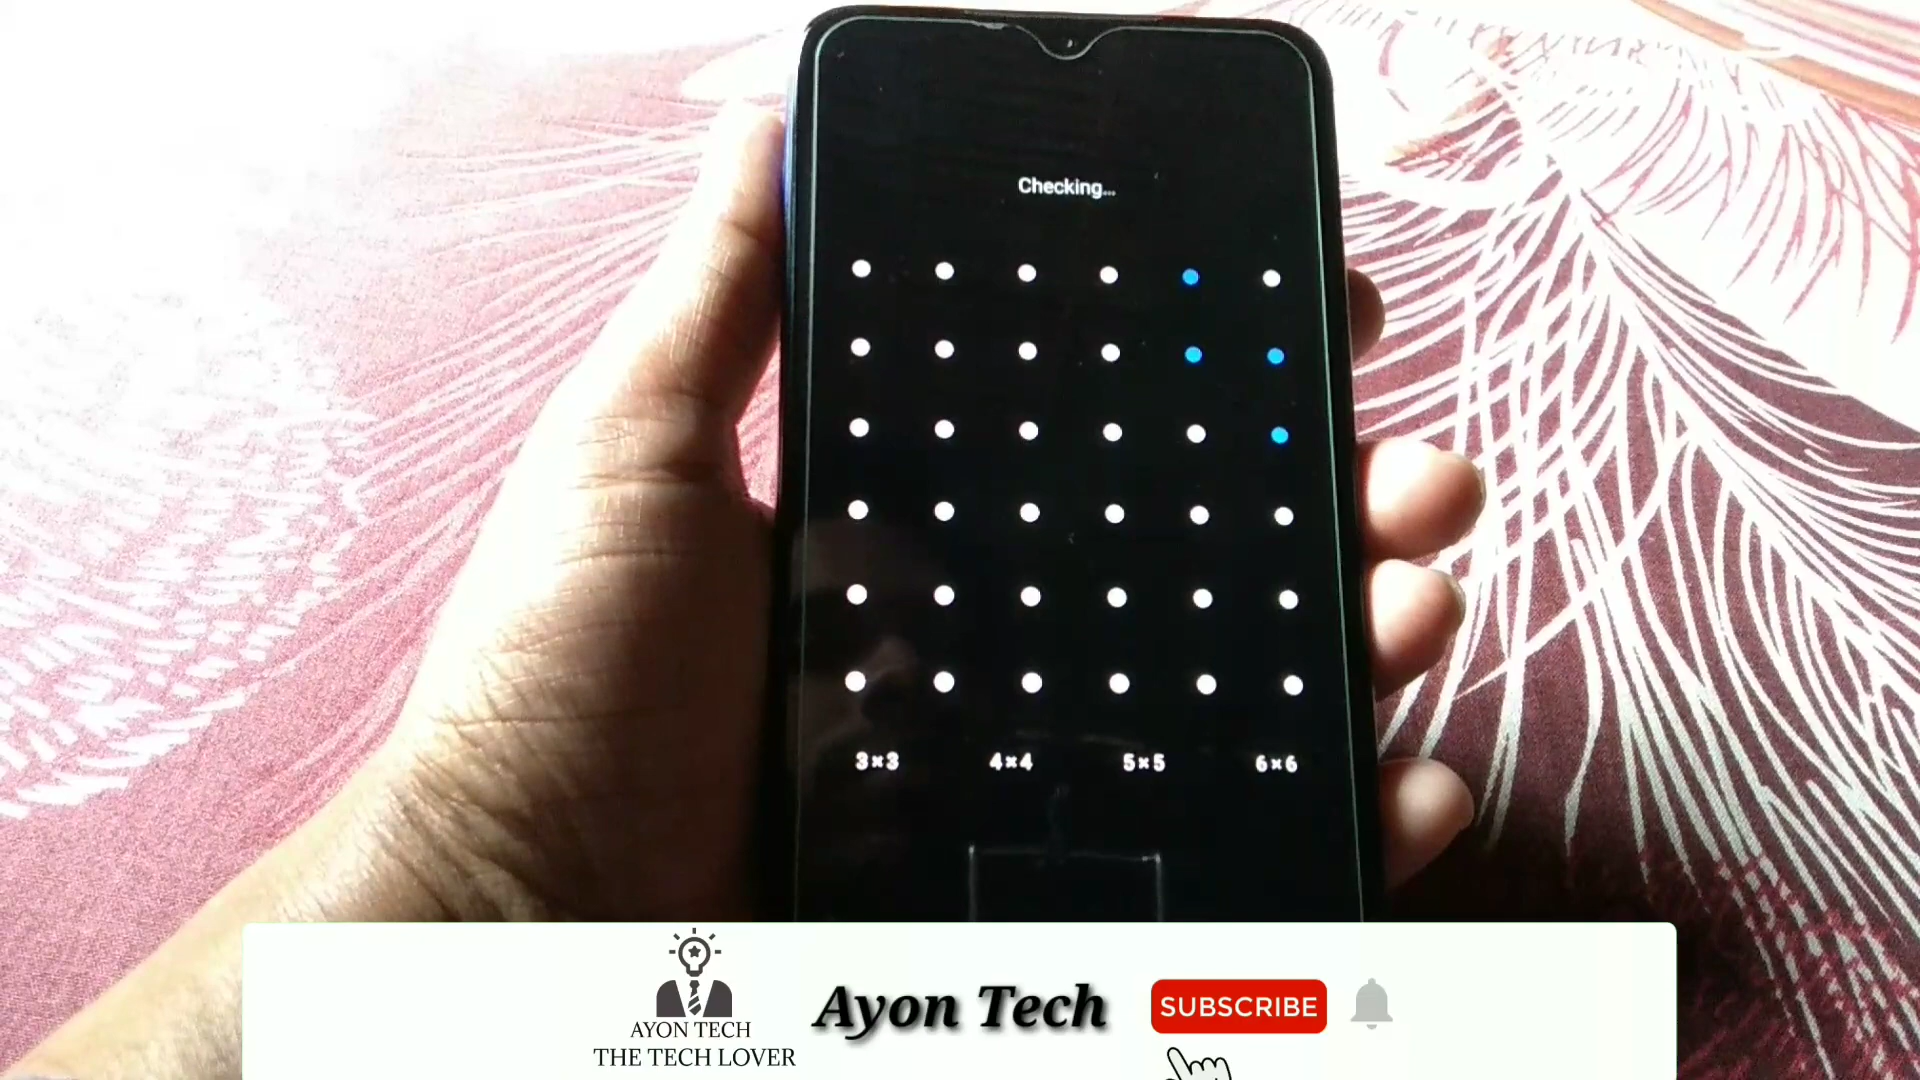 Checking...
3×3 4×4 5×5 6×6
AYON TECH
THE TECH LOVER
Ayon Tech
SUBSCRIBE